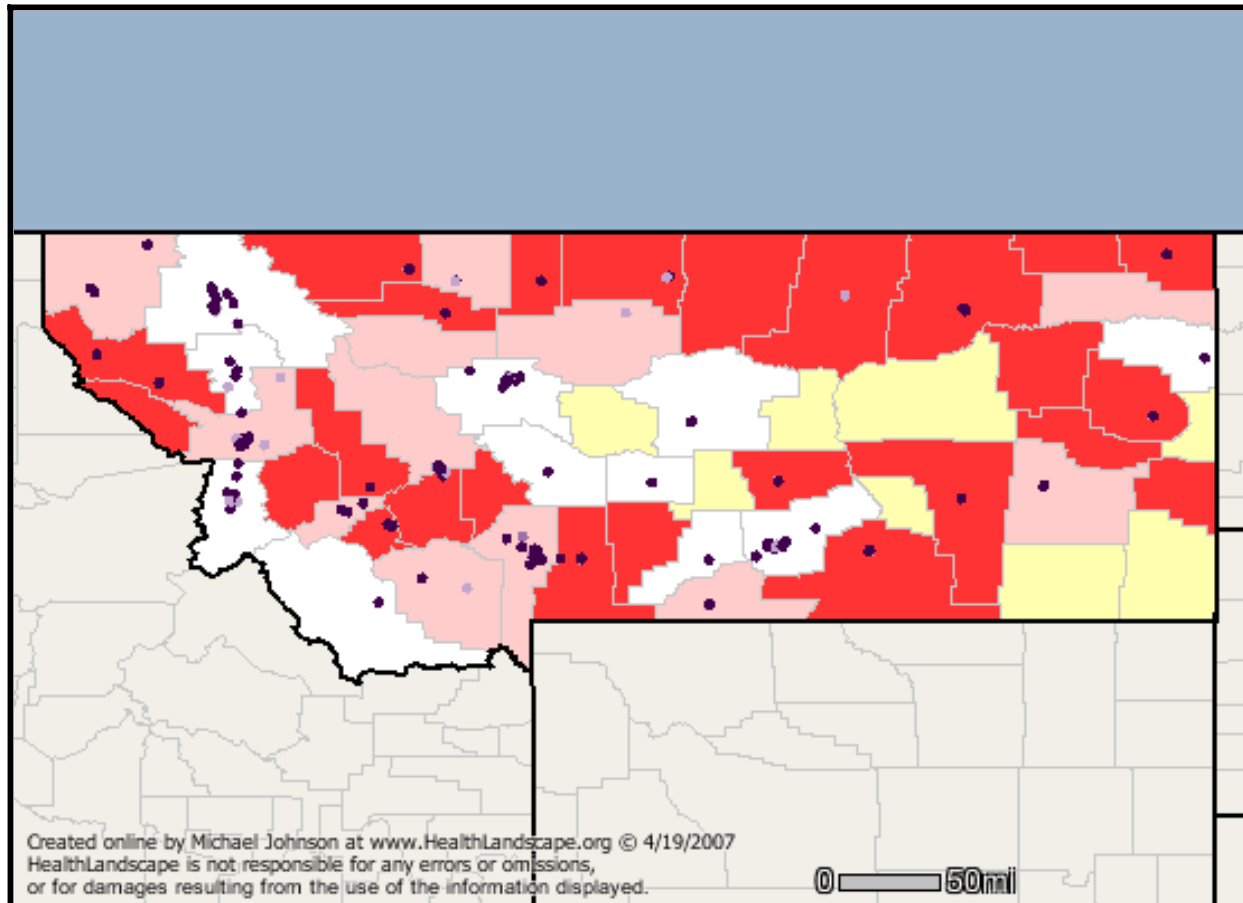 Created online by Michael Johnson at www.HealthLandscape.org © 4/19/2007
HealthLandscape is not responsible for any errors or omissions,
or for damages resulting from the use of the information displayed.
0 50mi